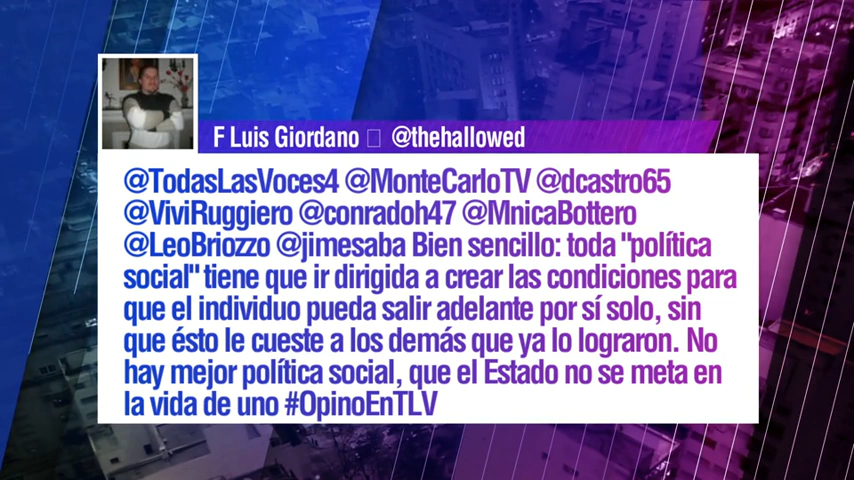 F Luis Giordano @thehallowed
@TodasLasVoces4 @MonteCarloTV @dcastro65
@ViviRuggiero @conradoh47 @MnicaBottero
@LeoBriozzo @jimesaba Bien sencillo: toda "política
social" tiene que ir dirigida a crear las condiciones para
que el individuo pueda salir adelante por sí solo, sin
que ésto le cueste a los demás que ya lo lograron. No
hay mejor política social, que el Estado no se meta en
la vida de uno #OpinoEnTLV